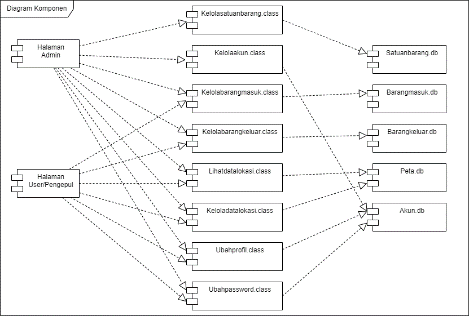 Diagram Komponen
Kelolasatuanbarang.class
Halaman
Admin
Kelolaakun.class
Satuanbarang.db
Kelolabarangmasuk.class
Barangmasuk.db
Kelolabarangkeluar.class
Barangkeluar.db
Halaman
User/Pengepul
Lihatdatalokasi.class
Peta.db
Keloladatalokasi.class
Akun.db
Ubahprofil.class
Ubahpassword.class